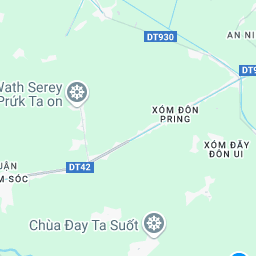 DT930
AN NI
DT9
Wath Serey
Prứk Ta on
XÓM ĐÔN
PRING
XÓM ĐÂY
ĐÔN UI
UẬN
M SÓC
DT42
Chùa Đay Ta Suốt